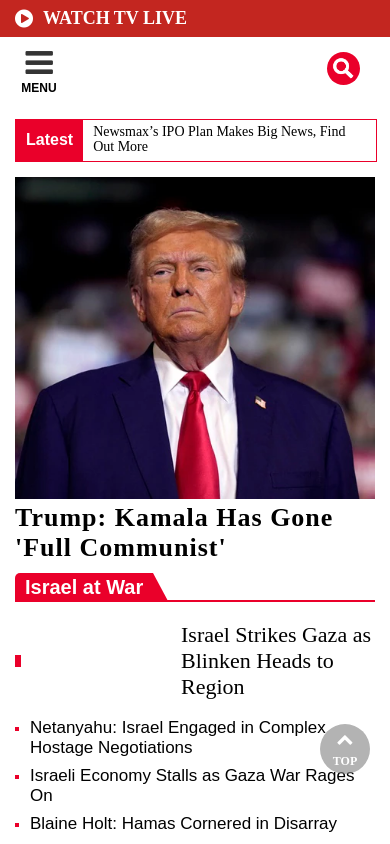 WATCH TV LIVE
MENU
Latest
Newsmax’s IPO Plan Makes Big News, Find
Out More
Trump: Kamala Has Gone
'Full Communist'
Israel at War
Israel Strikes Gaza as
Blinken Heads to
Region
Netanyahu: Israel Engaged in Complex
Hostage Negotiations
Israeli Economy Stalls as Gaza War Rages
On
TOP
Blaine Holt: Hamas Cornered in Disarray